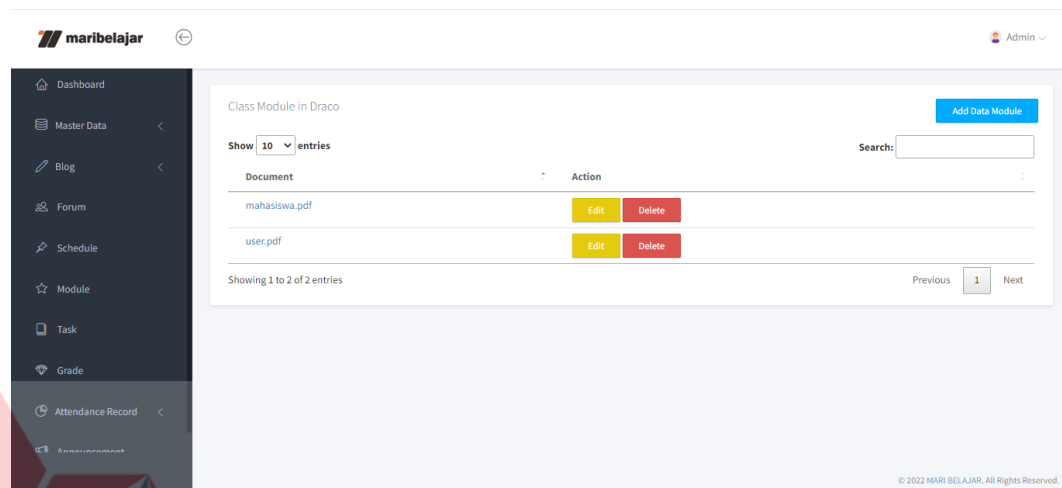 maribelajar
Admin
Dashboard
Master Data
Blog
Forum
Schedule
Module
Task
Grade
Attendance Record
Announcement
Class Module in Draco
Add Data Module
Show 10 entries
Search:
Document Action
mahasiswa.pdf Edit Delete
user.pdf Edit Delete
Showing 1 to 2 of 2 entries
Previous 1 Next
© 2022 MARI BELAJAR. All Rights Reserved.